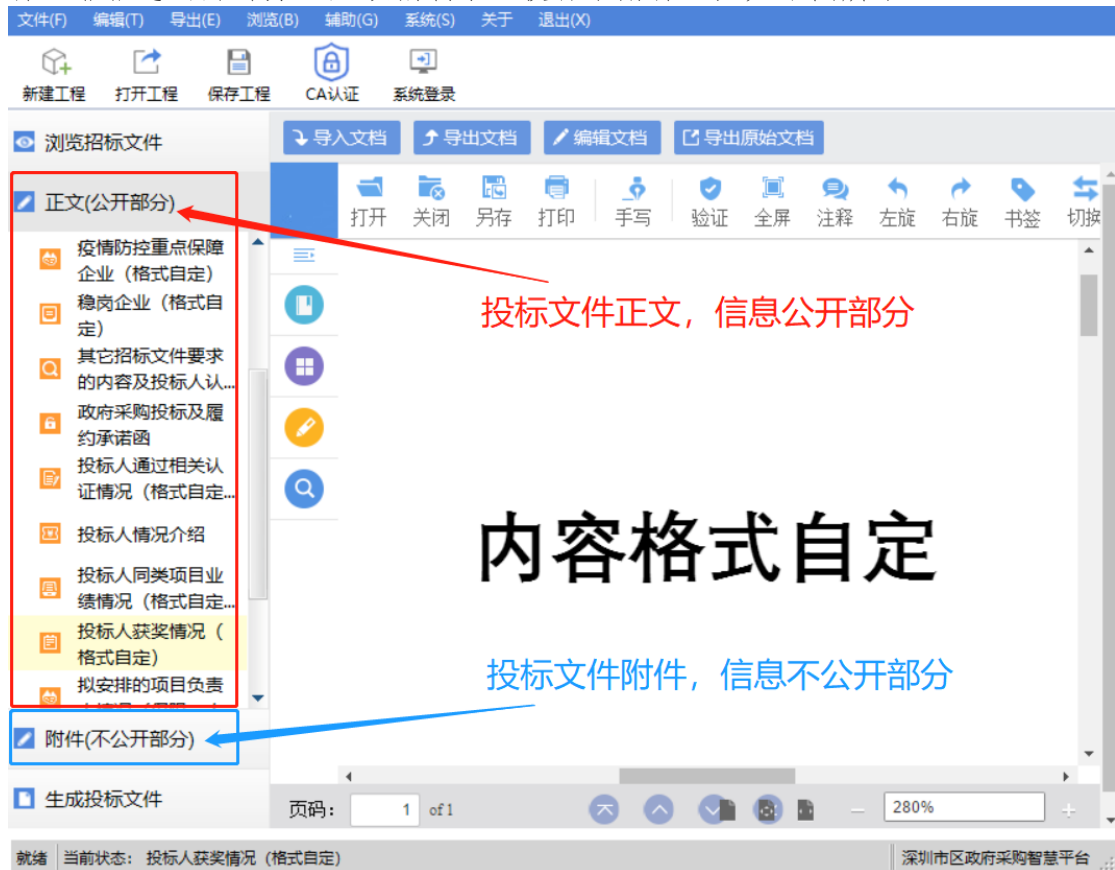 文件(F) 编辑(T) 导出(E) 浏览(B) 辅助(G) 系统(S) 关于 退出(X)
新建工程 打开工程 保存工程 CA认证 系统登录
浏览招标文件
导入文档 导出文档 编辑文档 导出原始文档
正文(公开部分)
打开 关闭 另存 打印 手写 验证 全屏 注释 左旋 右旋 书签 切换
疫情防控重点保障
企业（格式自定）
稳岗企业（格式自
定）
其它招标文件要求
的内容及投标人认...
政府采购投标及履
约承诺函
投标人通过相关认
证情况（格式自定...
投标人情况介绍
投标人同类项目业
绩情况（格式自定...
投标人获奖情况（
格式自定）
拟安排的项目负责
投标文件正文，信息公开部分
内容格式自定
投标文件附件，信息不公开部分
附件(不公开部分)
生成投标文件
页码： 1 of 1 280%
就绪 当前状态： 投标人获奖情况（格式自定） 深圳市区政府采购智慧平台